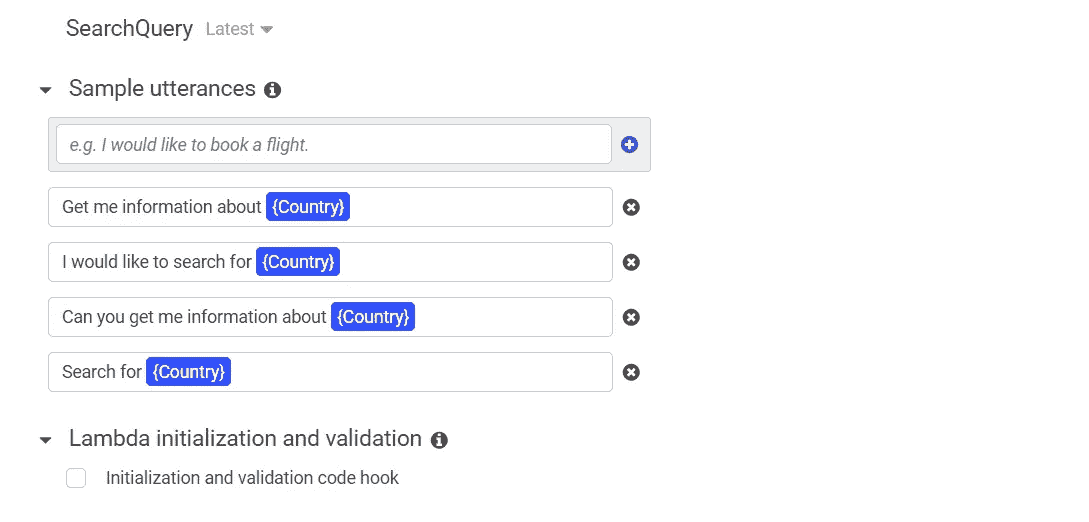 SearchQuery Latest
Sample utterances
e.g. I would like to book a flight.
Get me information about {Country}
I would like to search for {Country}
Can you get me information about {Country}
Search for {Country}
Lambda initialization and validation
Initialization and validation code hook